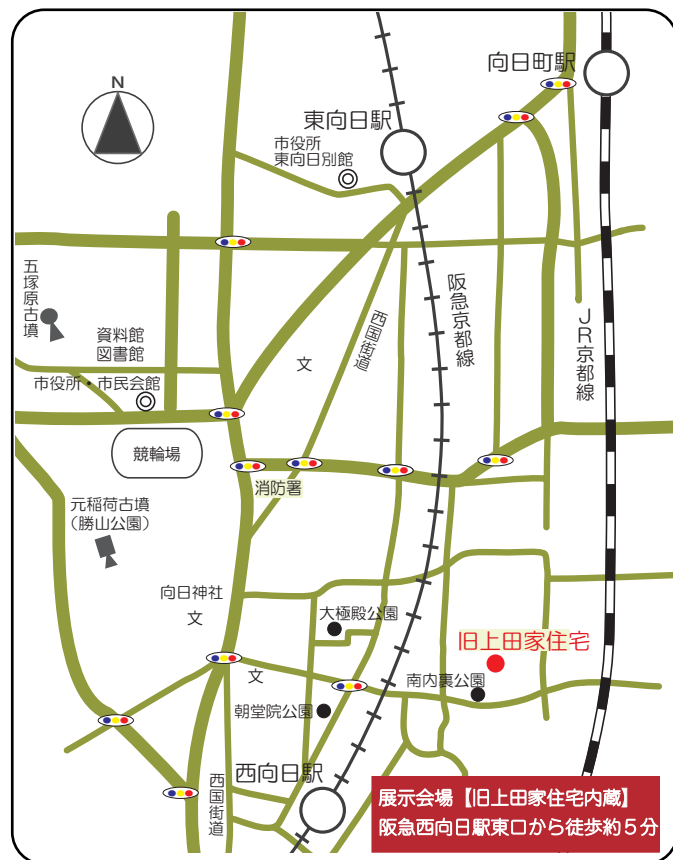 N
向日町駅
東向日駅
市役所
東向日別館
五塚原古墳
阪急京都線
西国街道
JR京都線
資料館
図書館
文
市役所・市民会館
競輪場
消防署
元稲荷古墳
（勝山公園）
向日神社
文
大極殿公園
旧上田家住宅
文
南内裏公園
朝堂院公園
西向日駅
西国街道
展示会場【旧上田家住宅内蔵】
阪急西向日駅東口から徒歩約５分